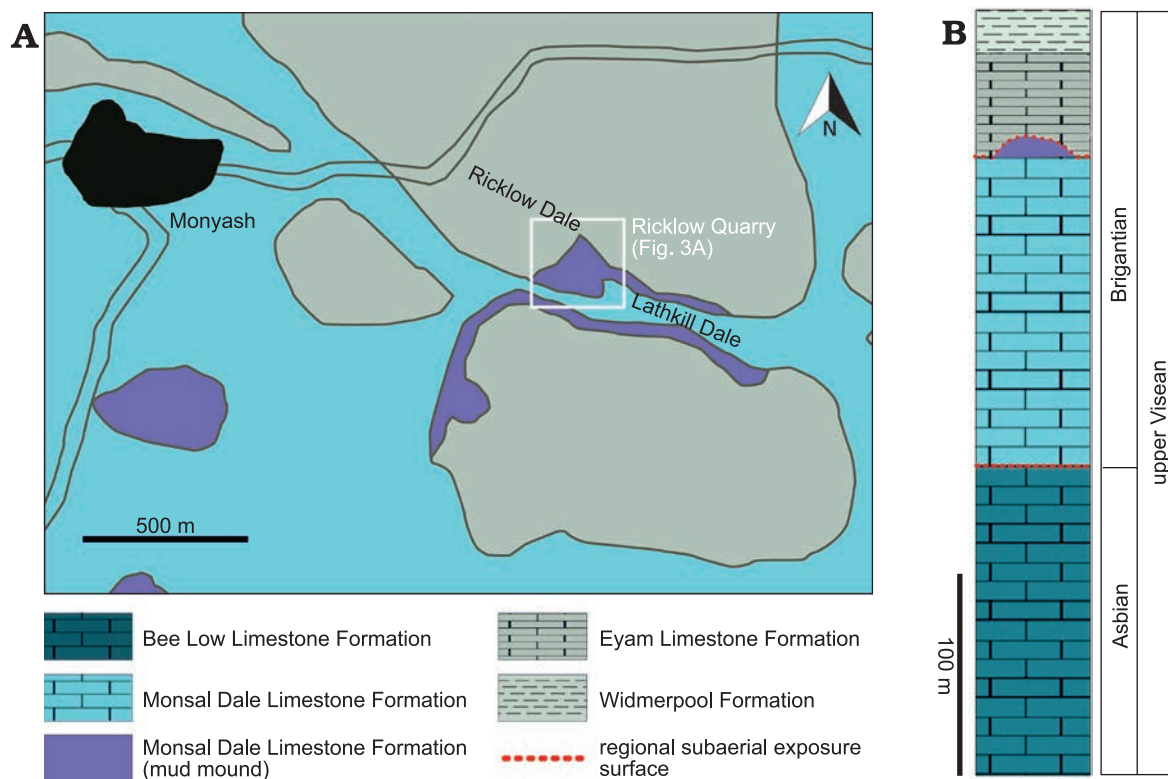 A
N
Monyash
Ricklow Dale
Ricklow Quarry
(Fig. 3A)
Lathkill Dale
500 m
Bee Low Limestone Formation
Monsal Dale Limestone Formation
Monsal Dale Limestone Formation
(mud mound)
Eyam Limestone Formation
Widmerpool Formation
regional subaerial exposure
surface
B
Brigantian
Asbian
upper Visean
100 m